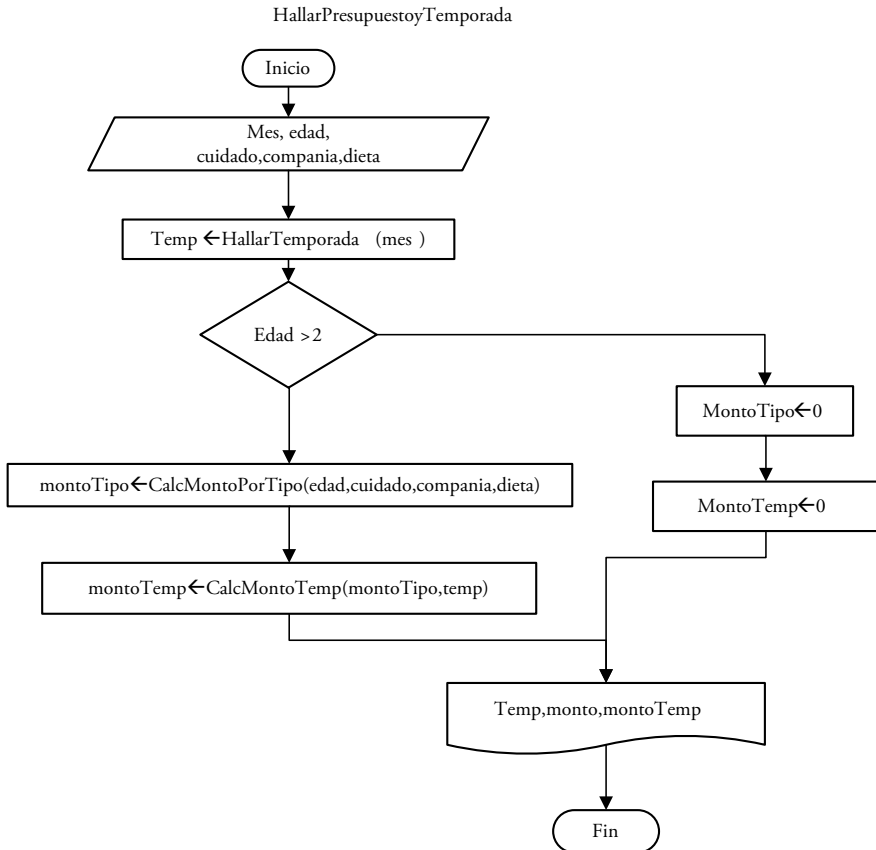 HallarPresupuestoyTemporada
Inicio
Mes, edad,
cuidado,compania,dieta
Temp ←HallarTemporada (mes )
Edad >2
MontoTipo←0
montoTipo←CalcMontoPorTipo(edad,cuidado,compania,dieta)
MontoTemp←0
montoTemp←CalcMontoTemp(montoTipo,temp)
Temp,monto,montoTemp
Fin